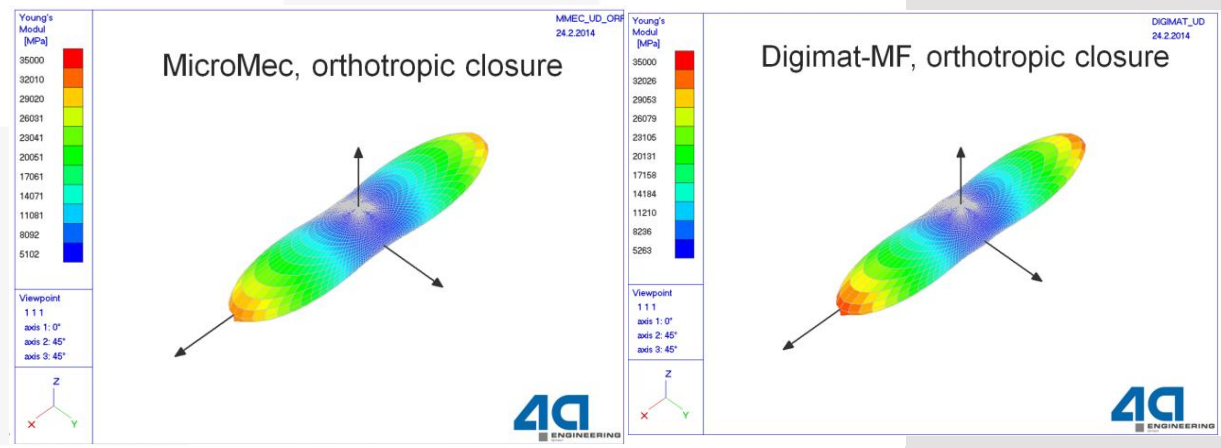 Young's
Modul
[MPa]
35000
32010
29020
26031
23041
20051
17061
14071
11081
8092
5102
MicroMec, orthotropic closure
24.2.2014
Viewpoint
1 1 1
axis 1: 0°
axis 2: 45°
axis 3: 45°
Z
X
Y
4a
ENGINEERING
Young's
Modul
[MPa]
35000
32026
29053
26079
23105
20131
17158
14184
11210
8236
5263
Digimat-MF, orthotropic closure
DIGIMAT_UD
24.2.2014
Viewpoint
1 1 1
axis 1: 0°
axis 2: 45°
axis 3: 45°
Z
X
Y
4a
ENGINEERING